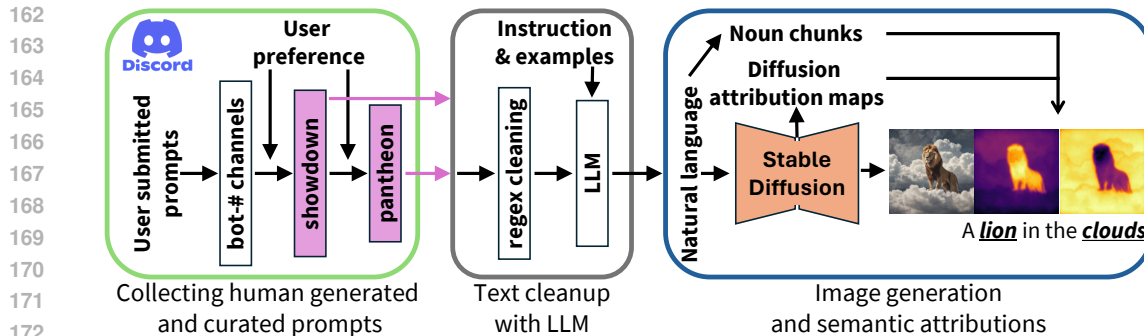 162
163
164
165
166
167
168
169
170
171
172
Discord
User submitted
prompts
bot-# channels
User
preference
showdown
pantheon
Collecting human generated
and curated prompts
Instruction
& examples
regex cleaning
LLM
Text cleanup
with LLM
Natural language
Noun chunks
Diffusion
attribution maps
Stable
Diffusion
A lion in the clouds
Image generation
and semantic attributions